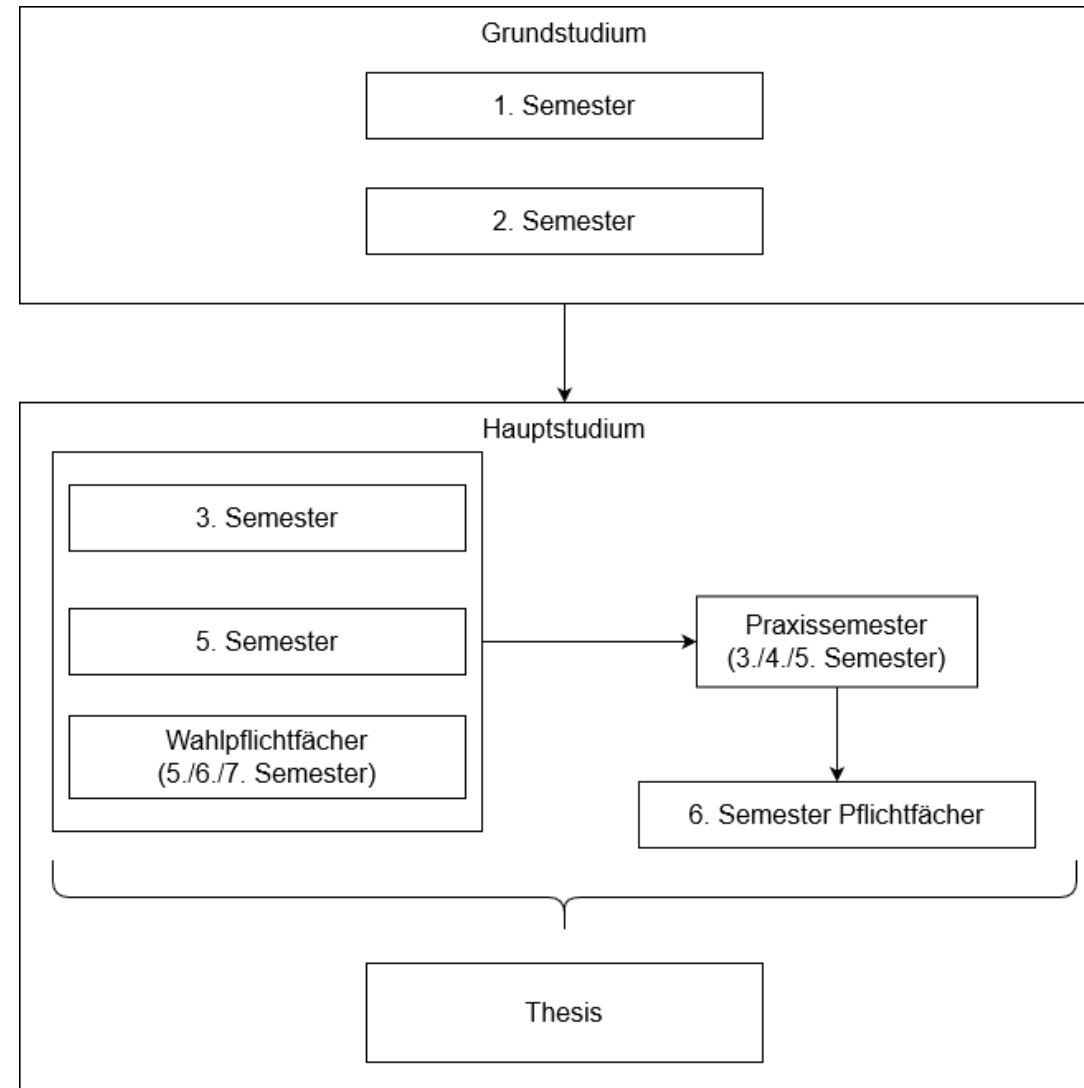 Grundstudium
1. Semester
2. Semester
Hauptstudium
3. Semester
5. Semester
Wahlpflichtfächer
(5./6./7. Semester)
Praxissemester
(3./4./5. Semester)
6. Semester Pflichtfächer
Thesis